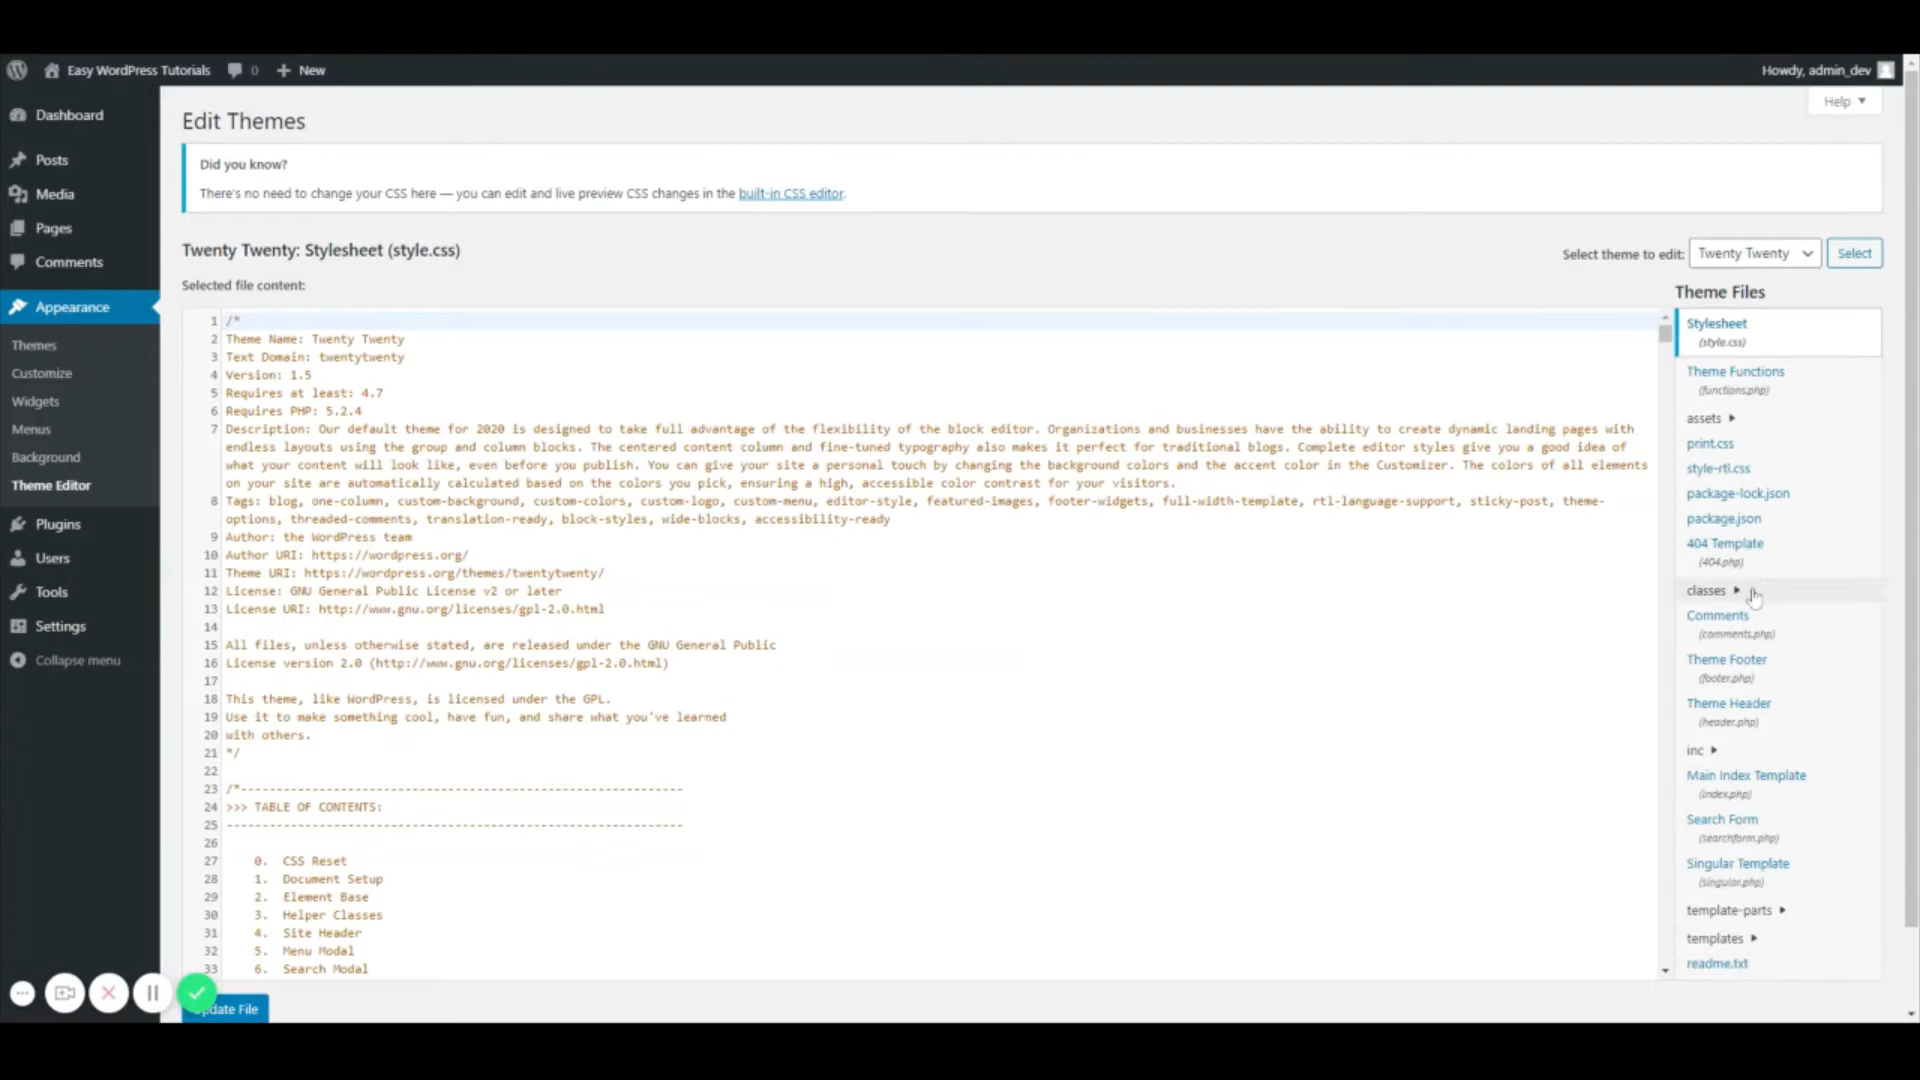 Easy WordPress Tutorials 0 New Howdy, admin_dev
Help
Dashboard
Posts
Media
Pages
Comments
Appearance
Themes
Customize
Widgets
Menus
Background
Theme Editor
Plugins
Users
Tools
Settings
Collapse menu
Edit Themes
Did you know?
There's no need to change your CSS here — you can edit and live preview CSS changes in the built-in CSS editor.
Twenty Twenty: Stylesheet (style.css)
Select theme to edit: Twenty Twenty Select
Selected file content:
1 /*
2 Theme Name: Twenty Twenty
3 Text Domain: twentytwenty
4 Version: 1.5
5 Requires at least: 4.7
6 Requires PHP: 5.2.4
7 Description: Our default theme for 2020 is designed to take full advantage of the flexibility of the block editor. Organizations and businesses have the ability to create dynamic landing pages with
endless layouts using the group and column blocks. The centered content column and fine-tuned typography also makes it perfect for traditional blogs. Complete editor styles give you a good idea of
what your content will look like, even before you publish. You can give your site a personal touch by changing the background colors and the accent color in the Customizer. The colors of all elements
on your site are automatically calculated based on the colors you pick, ensuring a high, accessible color contrast for your visitors.
8 Tags: blog, one-column, custom-background, custom-colors, custom-logo, custom-menu, editor-style, featured-images, footer-widgets, full-width-template, rtl-language-support, sticky-post, theme-
options, threaded-comments, translation-ready, block-styles, wide-blocks, accessibility-ready
9 Author: the WordPress team
10 Author URI: https://wordpress.org/
11 Theme URI: https://wordpress.org/themes/twentytwenty/
12 License: GNU General Public License v2 or later
13 License URI: http://www.gnu.org/licenses/gpl-2.0.html
14
15 All files, unless otherwise stated, are released under the GNU General Public
16 License version 2.0 (http://www.gnu.org/licenses/gpl-2.0.html)
17
18 This theme, like WordPress, is licensed under the GPL.
19 Use it to make something cool, have fun, and share what you've learned
20 with others.
21 */
22
23 /*--------------------------------------------------------------
24 >>> TABLE OF CONTENTS:
25 ----------------------------------------------------------------
26
27 0. CSS Reset
28 1. Document Setup
29 2. Element Base
30 3. Helper Classes
31 4. Site Header
32 5. Menu Modal
33 6. Search Modal
Theme Files
Stylesheet
(style.css)
Theme Functions
(functions.php)
assets
print.css
style-rtl.css
package-lock.json
package.json
404 Template
(404.php)
classes
Comments
(comments.php)
Theme Footer
(footer.php)
Theme Header
(header.php)
inc
Main Index Template
(index.php)
Search Form
(searchform.php)
Singular Template
(singular.php)
template-parts
templates
readme.txt
File